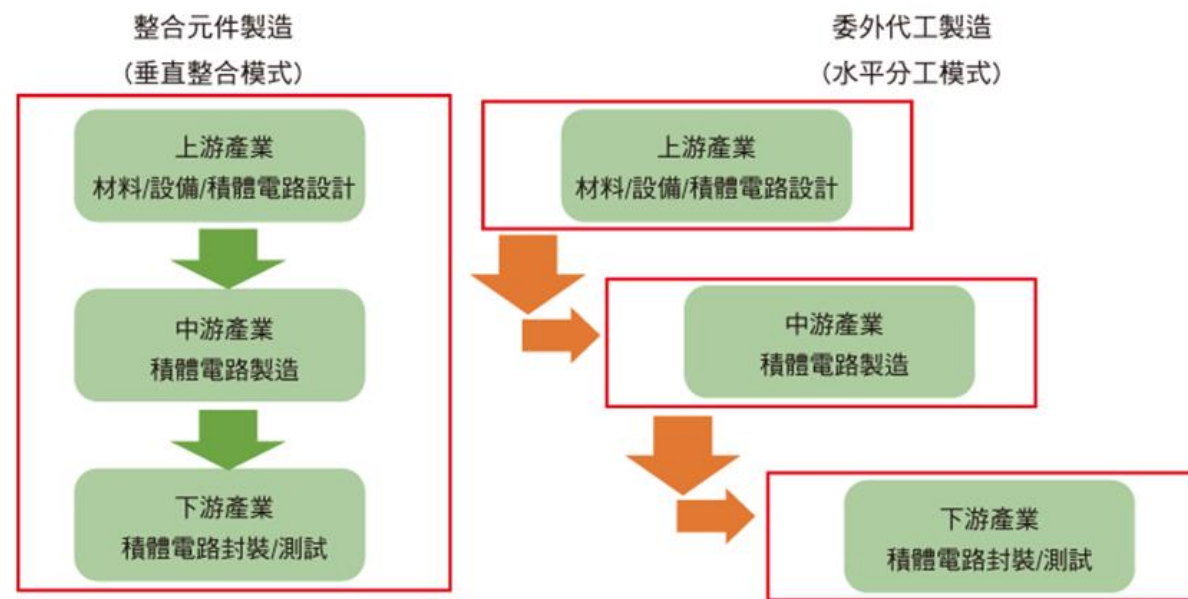 整合元件製造
（垂直整合模式）
上游產業
材料/設備/積體電路設計
中游產業
積體電路製造
下游產業
積體電路封裝/測試
委外代工製造
（水平分工模式）
上游產業
材料/設備/積體電路設計
中游產業
積體電路製造
下游產業
積體電路封裝/測試